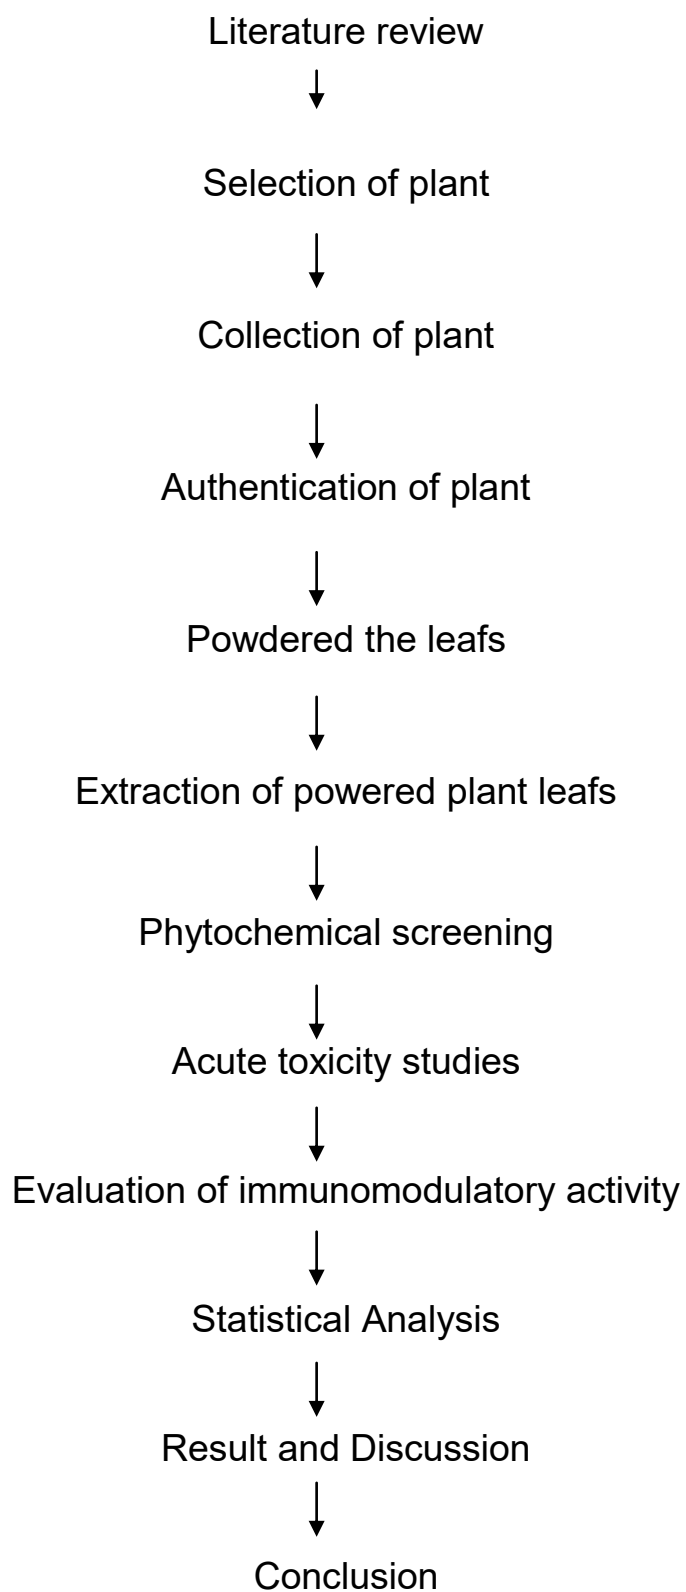 Literature review
Selection of plant
Collection of plant
Authentication of plant
Powdered the leafs
Extraction of powered plant leafs
Phytochemical screening
Acute toxicity studies
Evaluation of immunomodulatory activity
Statistical Analysis
Result and Discussion
Conclusion